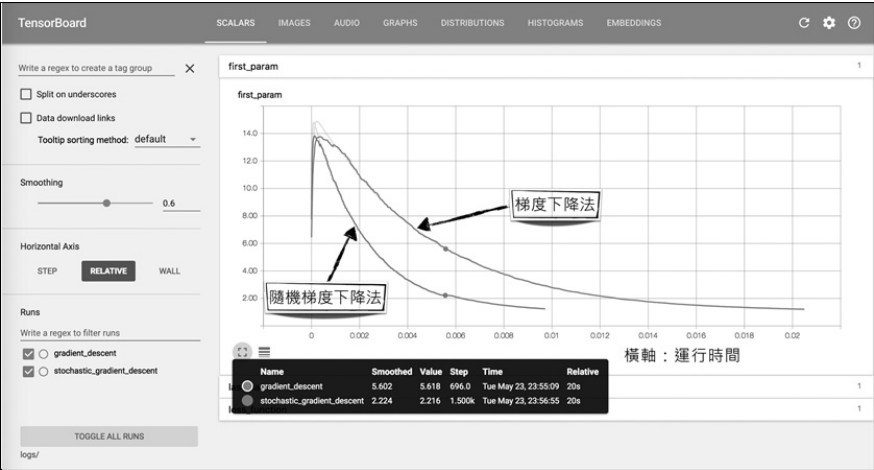 TensorBoard
SCALARS IMAGES AUDIO GRAPHS DISTRIBUTIONS HISTOGRAMS EMBEDDINGS
Write a regex to create a tag group
Split on underscores
Data download links
Tooltip sorting method: default
Smoothing
0.6
Horizontal Axis
STEP RELATIVE WALL
Runs
Write a regex to filter runs
gradient_descent
stochastic_gradient_descent
TOGGLE ALL RUNS
logs/
first_param 1
first_param
14.0
12.0
10.0
8.00
6.00
4.00
2.00
梯度下降法
隨機梯度下降法
0 0.002 0.004 0.006 0.008 0.01 0.012 0.014 0.016 0.018 0.02
橫軸：運行時間
Name Smoothed Value Step Time Relative
gradient_descent 5.602 5.618 696.0 Tue May 23, 23:55:09 20s
stochastic_gradient_descent 2.224 2.216 1.500k Tue May 23, 23:56:55 20s
1
1